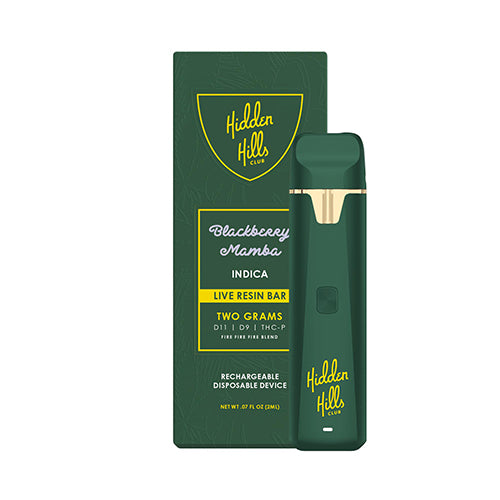 Hidden
Hills
CLUB
Blackberry
Mamba
INDICA
LIVE RESIN BAR
TWO GRAMS
D11 | D9 | THC-P
FIRE FIRE FIRE BLEND
RECHARGEABLE
DISPOSABLE DEVICE
NET WT .07 FL OZ (2ML)
Hidden
Hills
CLUB